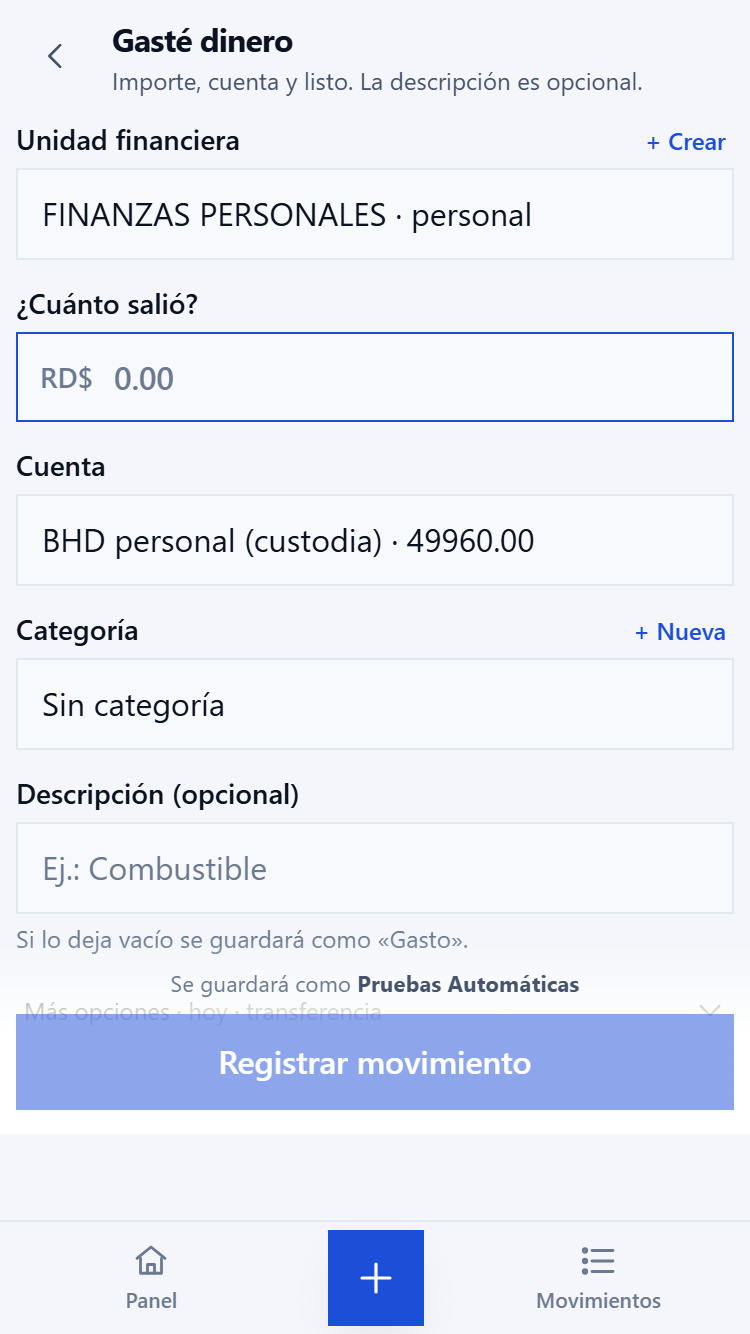 Gasté dinero
Importe, cuenta y listo. La descripción es opcional.
Unidad financiera
+ Crear
FINANZAS PERSONALES · personal
¿Cuánto salió?
RD$ 0.00
Cuenta
BHD personal (custodia) · 49960.00
Categoría
+ Nueva
Sin categoría
Descripción (opcional)
Ej.: Combustible
Si lo deja vacío se guardará como «Gasto».
Se guardará como Pruebas Automáticas
Más opciones · hoy · transferencia
Registrar movimiento
Panel
Movimientos